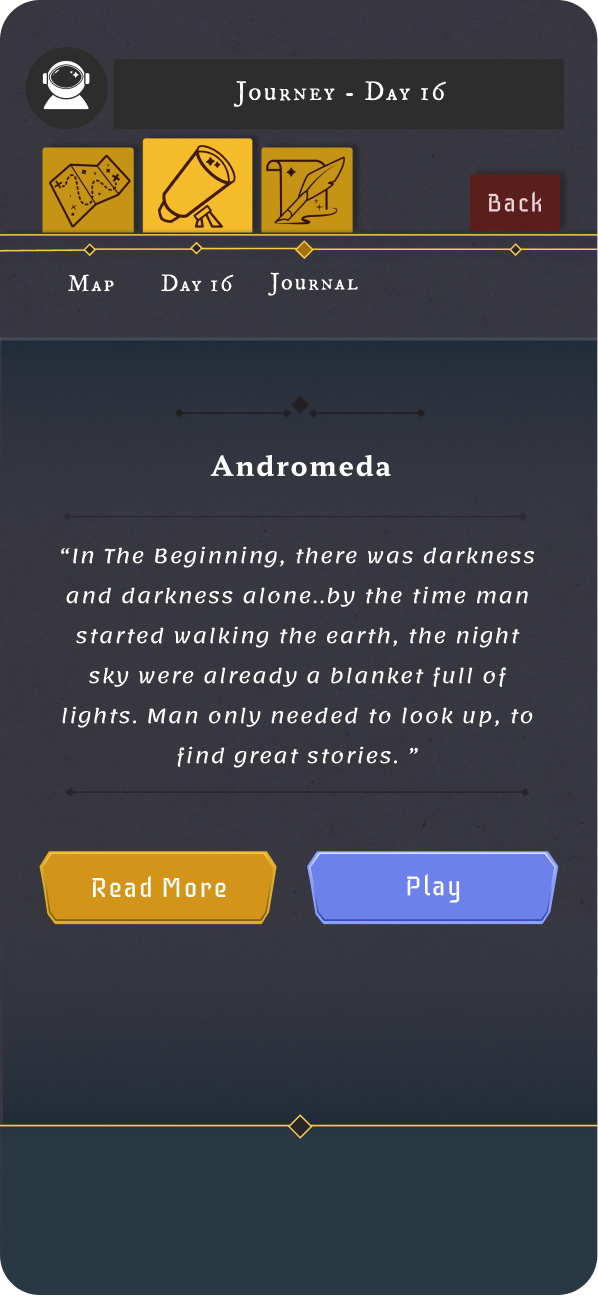 Journey - Day 16
Back
Map
Day 16
Journal
Andromeda
“In The Beginning, there was darkness
and darkness alone..by the time man
started walking the earth, the night
sky were already a blanket full of
lights. Man only needed to look up, to
find great stories. ”
Read More
Play